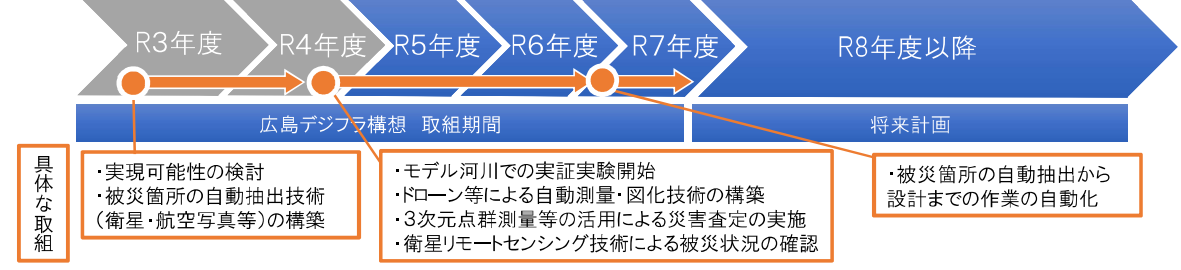 R3年度
R4年度
R5年度
R6年度
R7年度
R8年度以降
広島デジフラ構想 取組期間
将来計画
具体な取組
・実現可能性の検討
・被災箇所の自動抽出技術
(衛星・航空写真等)の構築
・モデル河川での実証実験開始
・ドローン等による自動測量・図化技術の構築
・3次元点群測量等の活用による災害査定の実施
・衛星リモートセンシング技術による被災状況の確認
・被災箇所の自動抽出から
設計までの作業の自動化